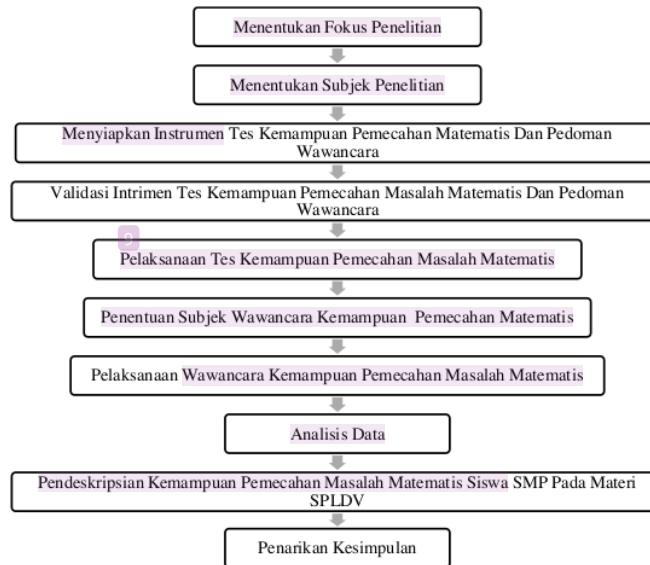 Menentukan Fokus Penelitian
Menentukan Subjek Penelitian
Menyiapkan Instrumen Tes Kemampuan Pemecahan Matematis Dan Pedoman
Wawancara
Validasi Intrimen Tes Kemampuan Pemecahan Masalah Matematis Dan Pedoman
Wawancara
9
Pelaksanaan Tes Kemampuan Pemecahan Masalah Matematis
Penentuan Subjek Wawancara Kemampuan Pemecahan Matematis
Pelaksanaan Wawancara Kemampuan Pemecahan Masalah Matematis
Analisis Data
Pendeskripsian Kemampuan Pemecahan Masalah Matematis Siswa SMP Pada Materi
SPLDV
Penarikan Kesimpulan